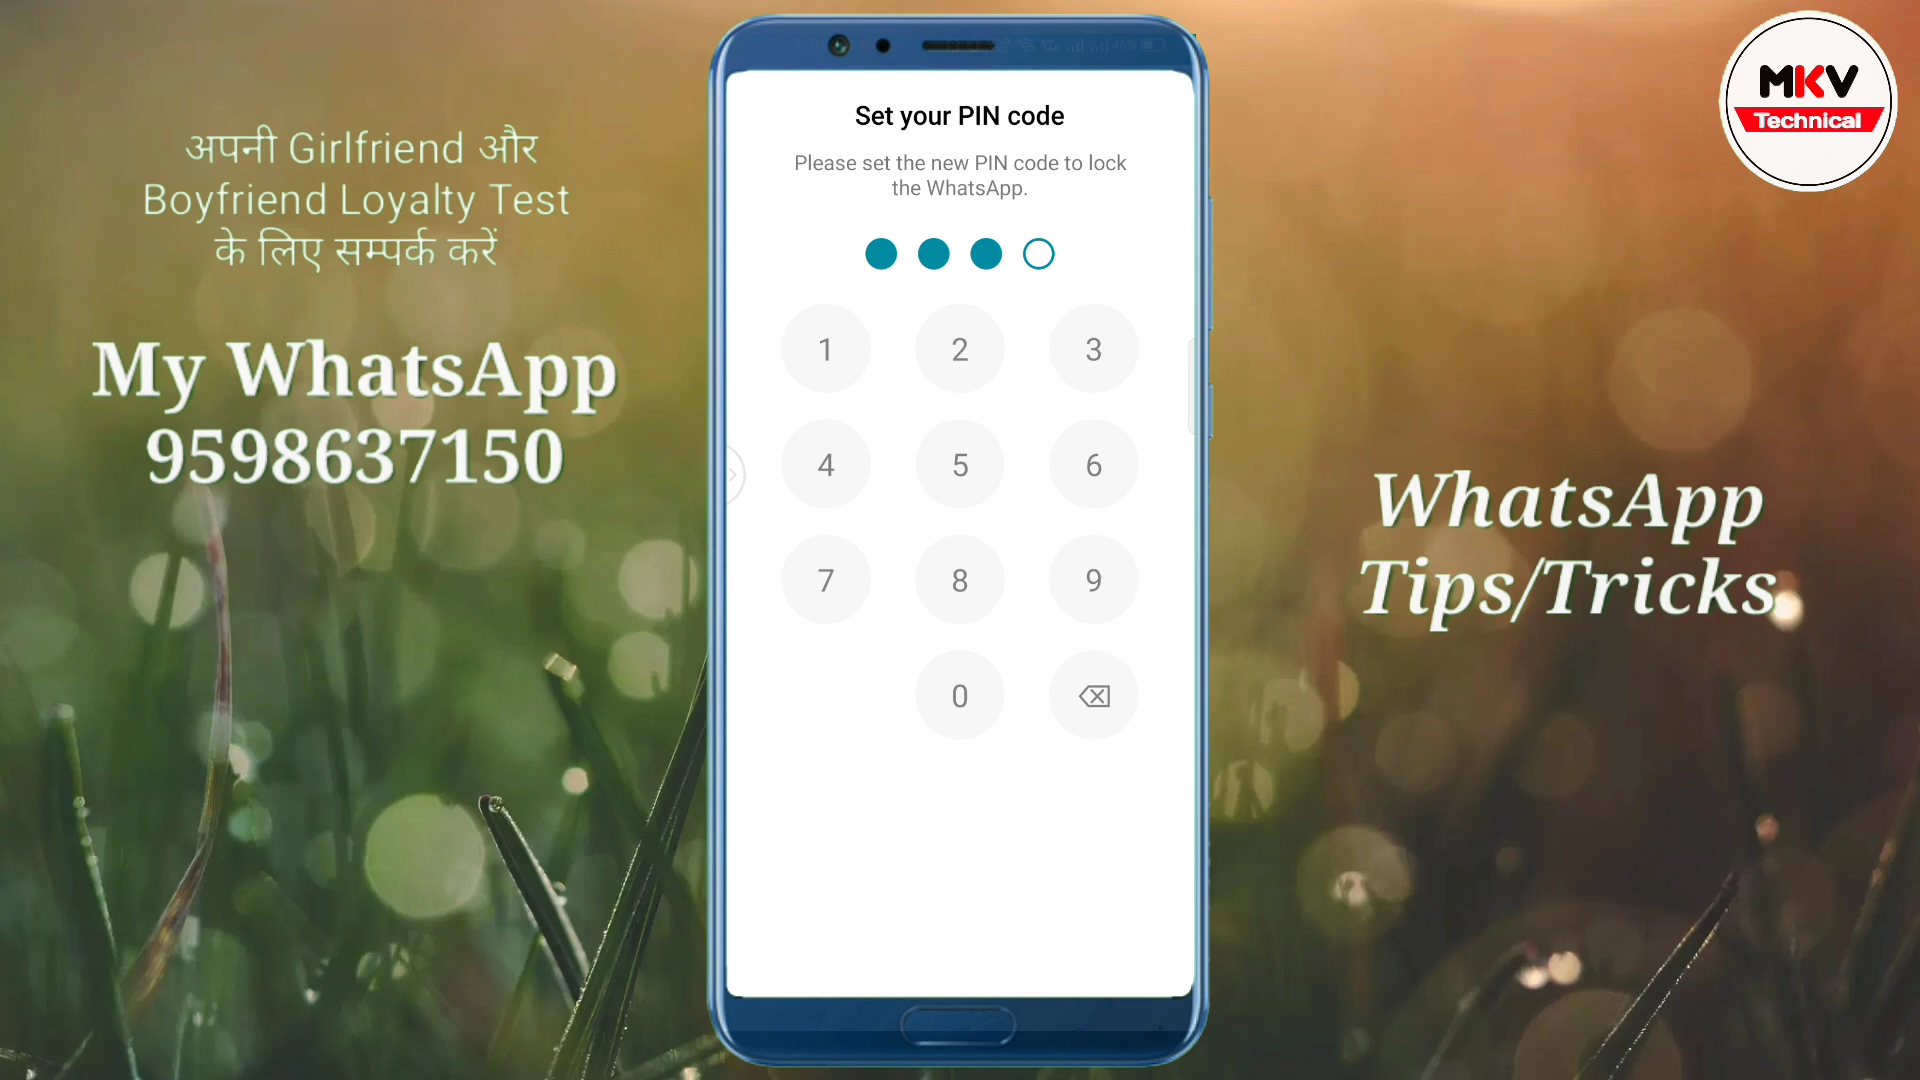 अपनी Girlfriend और
Boyfriend Loyalty Test
के लिए सम्पर्क करें
My WhatsApp
9598637150
48%
Set your PIN code
Please set the new PIN code to lock
the WhatsApp.
1 2 3
4 5 6
7 8 9
0
MKV
Technical
WhatsApp
Tips/Tricks